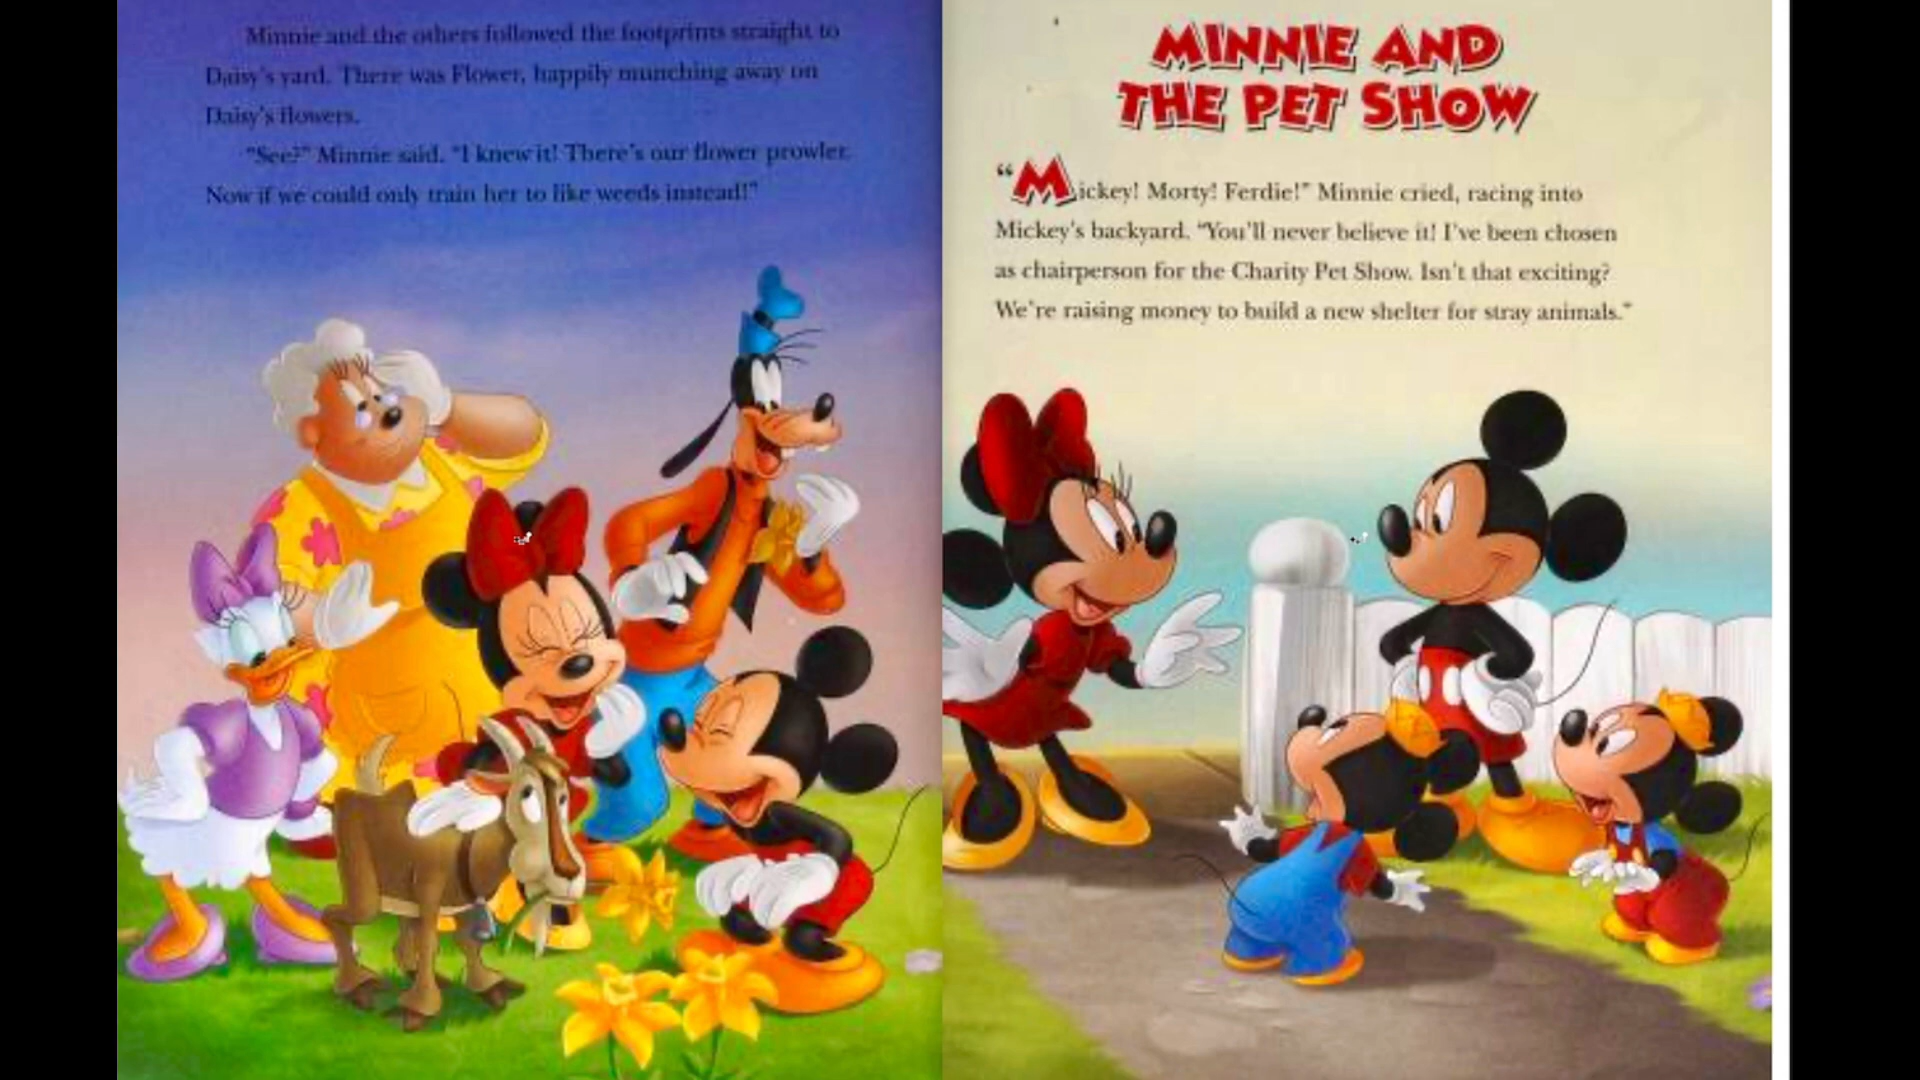 Minnie and the others followed the footprints straight to
Daisy's yard. There was Flower, happily munching away on
Daisy's flowers.
"See?" Minnie said. "I knew it! There's our flower prowler.
Now if we could only train her to like weeds instead!"
MINNIE AND
THE PET SHOW
"Mickey! Morty! Ferdie!" Minnie cried, racing into
Mickey's backyard. "You'll never believe it! I've been chosen
as chairperson for the Charity Pet Show. Isn't that exciting?
We're raising money to build a new shelter for stray animals."